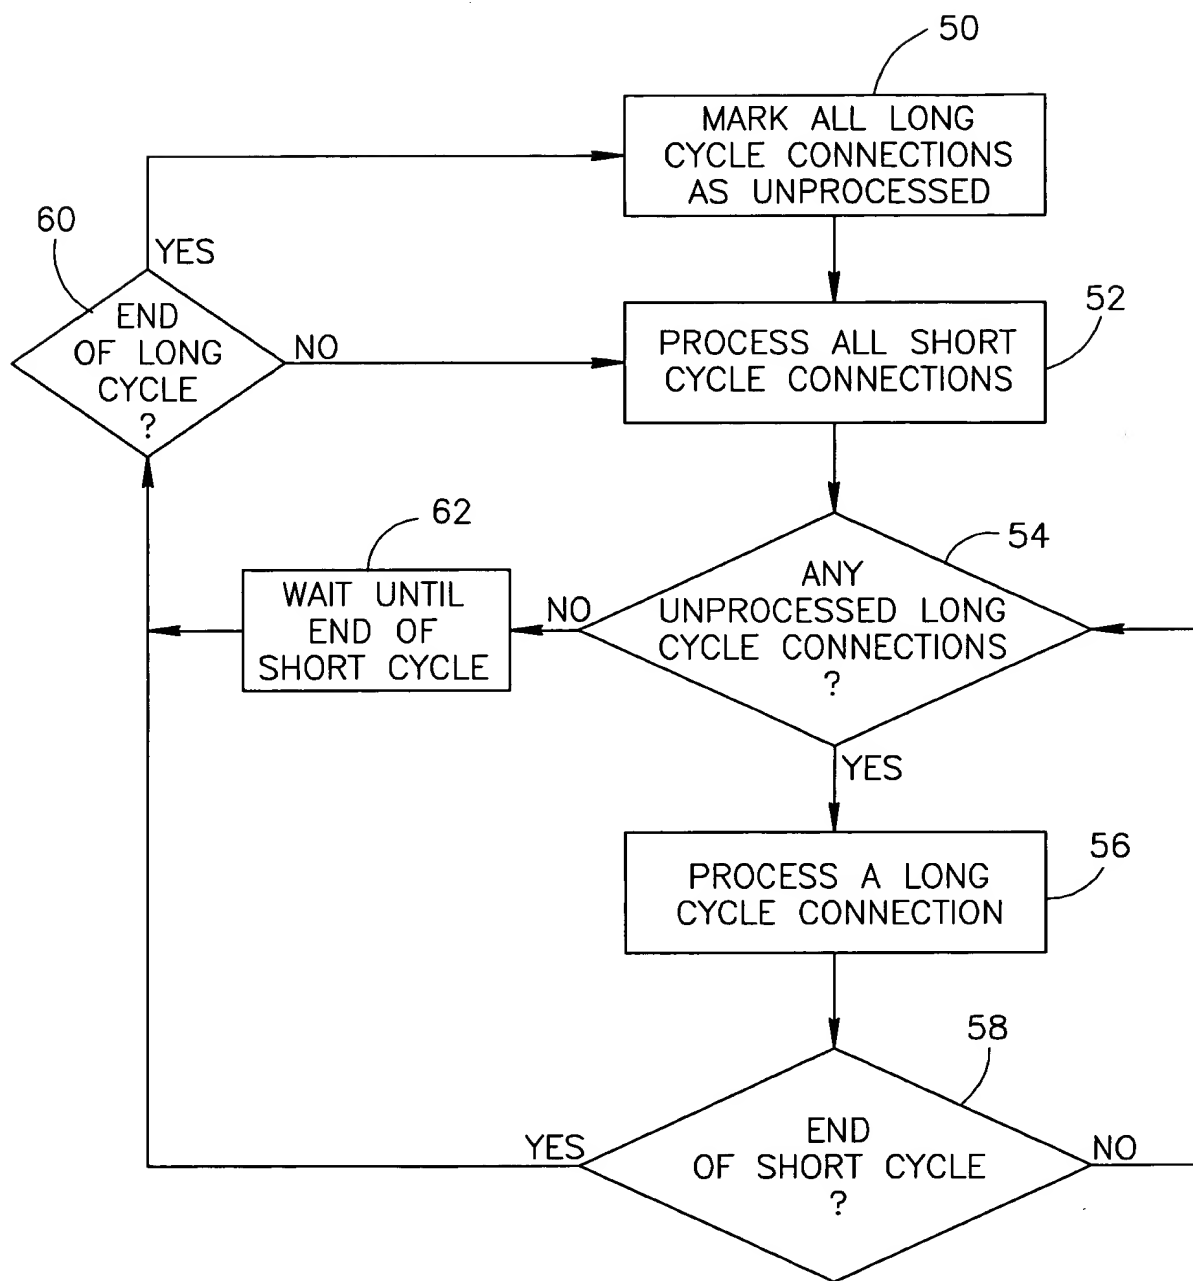 50
MARK ALL LONG
CYCLE CONNECTIONS
AS UNPROCESSED
60
YES
END
OF LONG
CYCLE
?
NO
52
PROCESS ALL SHORT
CYCLE CONNECTIONS
62
WAIT UNTIL
END OF
SHORT CYCLE
NO
54
ANY
UNPROCESSED LONG
CYCLE CONNECTIONS
?
YES
56
PROCESS A LONG
CYCLE CONNECTION
58
YES
END
OF SHORT CYCLE
?
NO